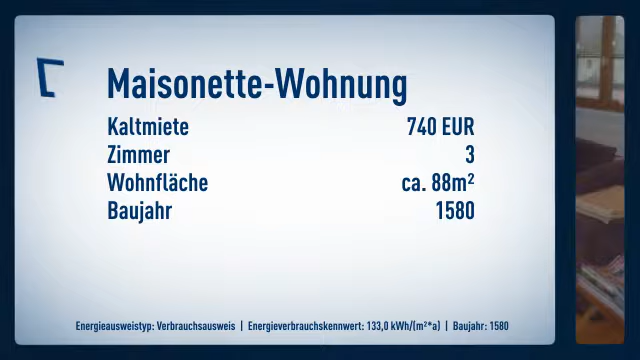 Maisonette-Wohnung
Kaltmiete 740 EUR
Zimmer 3
Wohnfläche ca. 88m²
Baujahr 1580
Energieausweistyp: Verbrauchsausweis | Energieverbrauchskennwert: 133,0 kWh/(m²*a) | Baujahr: 1580